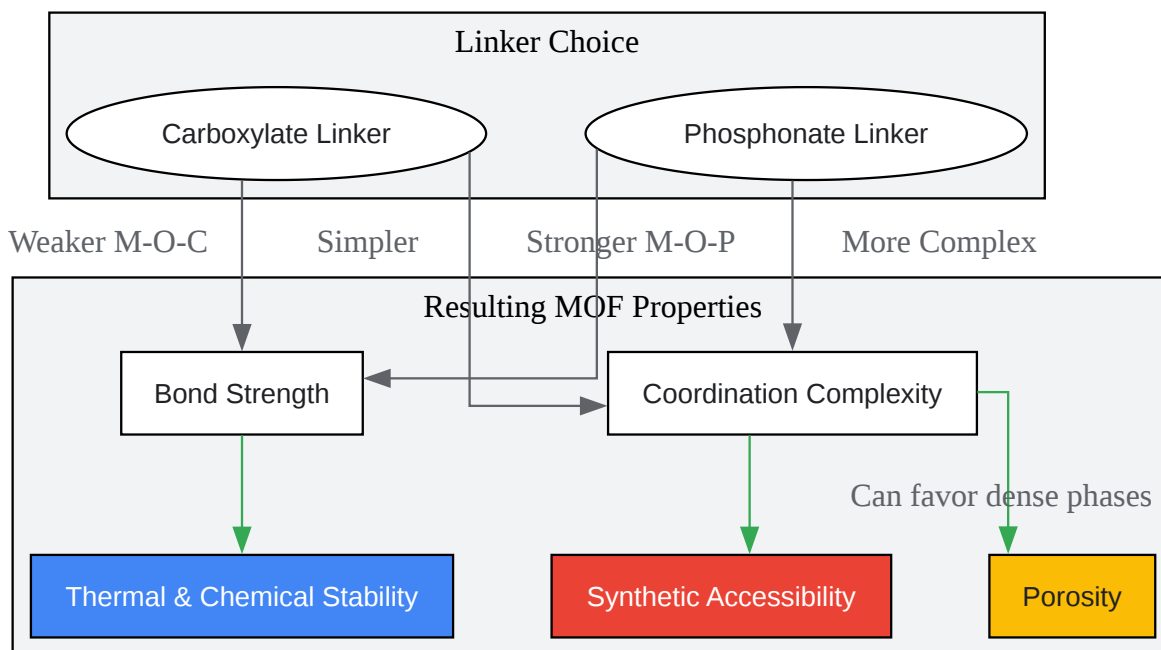 Linker Choice
Carboxylate Linker
Phosphonate Linker
Weaker M-O-C
Simpler
Stronger M-O-P
More Complex
Resulting MOF Properties
Bond Strength
Coordination Complexity
Can favor dense phases
Thermal & Chemical Stability
Synthetic Accessibility
Porosity